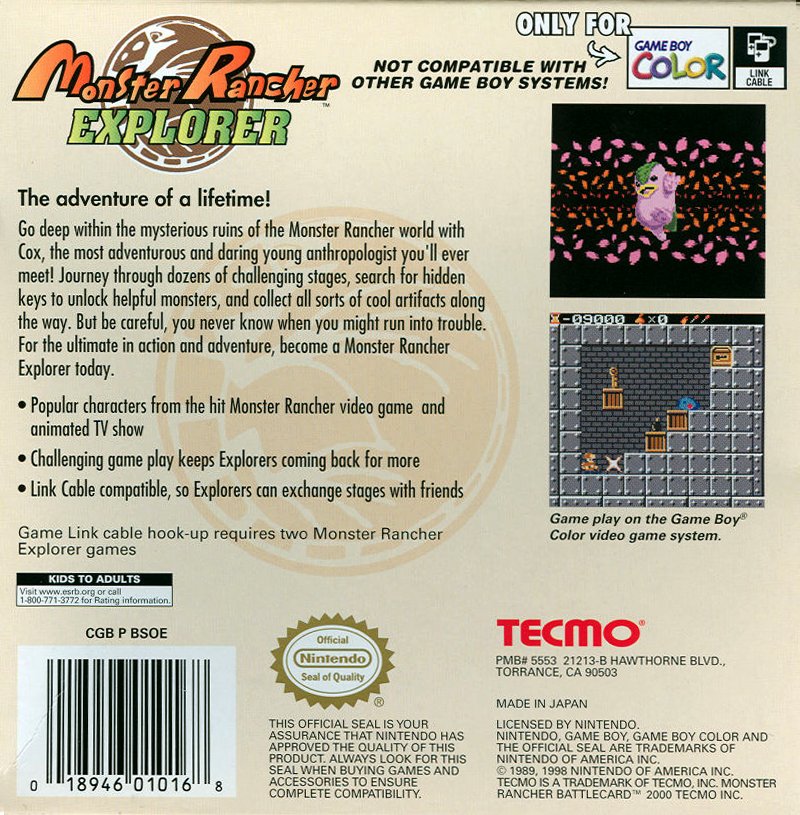 ONLY FOR
GAME BOY
COLOR
LINK
CABLE
NOT COMPATIBLE WITH
OTHER GAME BOY SYSTEMS!
Monster Rancher™
EXPLORER
The adventure of a lifetime!
Go deep within the mysterious ruins of the Monster Rancher world with
Cox, the most adventurous and daring young anthropologist you'll ever
meet! Journey through dozens of challenging stages, search for hidden
keys to unlock helpful monsters, and collect all sorts of cool artifacts along
the way. But be careful, you never know when you might run into trouble.
For the ultimate in action and adventure, become a Monster Rancher
Explorer today.
• Popular characters from the hit Monster Rancher video game and
animated TV show
• Challenging game play keeps Explorers coming back for more
• Link Cable compatible, so Explorers can exchange stages with friends
Game Link cable hook-up requires two Monster Rancher
Explorer games
-09000 ×0
Game play on the Game Boy®
Color video game system.
KIDS TO ADULTS
Visit www.esrb.org or call
1-800-771-3772 for Rating information.
CGB P BSOE
0 18946 01016 8
Official
Nintendo
Seal of Quality
®
THIS OFFICIAL SEAL IS YOUR
ASSURANCE THAT NINTENDO HAS
APPROVED THE QUALITY OF THIS
PRODUCT. ALWAYS LOOK FOR THIS
SEAL WHEN BUYING GAMES AND
ACCESSORIES TO ENSURE
COMPLETE COMPATIBILITY.
TECMO®
PMB# 5553 21213-B HAWTHORNE BLVD.,
TORRANCE, CA 90503
MADE IN JAPAN
LICENSED BY NINTENDO.
NINTENDO, GAME BOY, GAME BOY COLOR AND
THE OFFICIAL SEAL ARE TRADEMARKS OF
NINTENDO OF AMERICA INC.
© 1989, 1998 NINTENDO OF AMERICA INC.
TECMO IS A TRADEMARK OF TECMO, INC. MONSTER
RANCHER BATTLECARD™ 2000 TECMO INC.